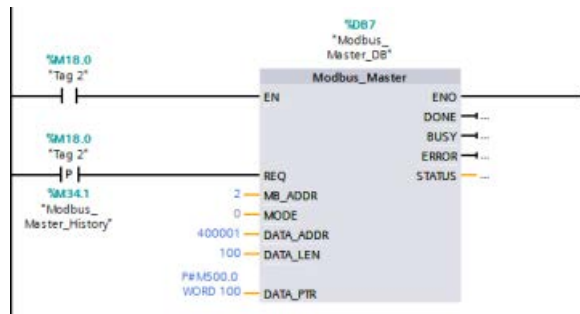 %DB7
"Modbus_
Master_DB"
%M18.0
"Tag 2"
Modbus_Master
EN
ENO
DONE
...
BUSY
...
%M18.0
"Tag 2"
ERROR
...
P
REQ
STATUS
...
%M34.1
"Modbus_
Master_History"
2
MB_ADDR
0
MODE
400001
DATA_ADDR
100
DATA_LEN
P#M500.0
WORD 100
DATA_PTR